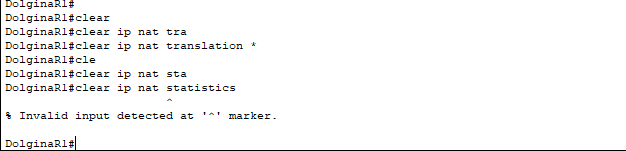 DolginaR1#
DolginaR1#clear
DolginaR1#clear ip nat tra
DolginaR1#clear ip nat translation *
DolginaR1#cle
DolginaR1#clear ip nat sta
DolginaR1#clear ip nat statistics
^
% Invalid input detected at '^' marker.
DolginaR1#